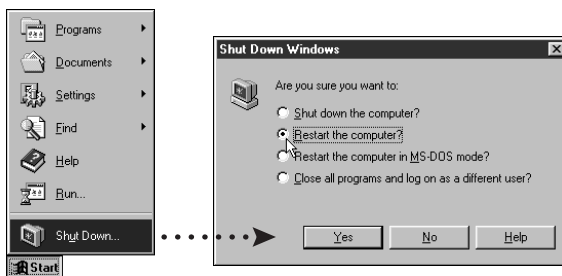 Programs
Documents
Settings
Find
Help
Run...
Shut Down...
Start
Shut Down Windows
Are you sure you want to:
Shut down the computer?
Restart the computer?
Restart the computer in MS-DOS mode?
Close all programs and log on as a different user?
Yes
No
Help